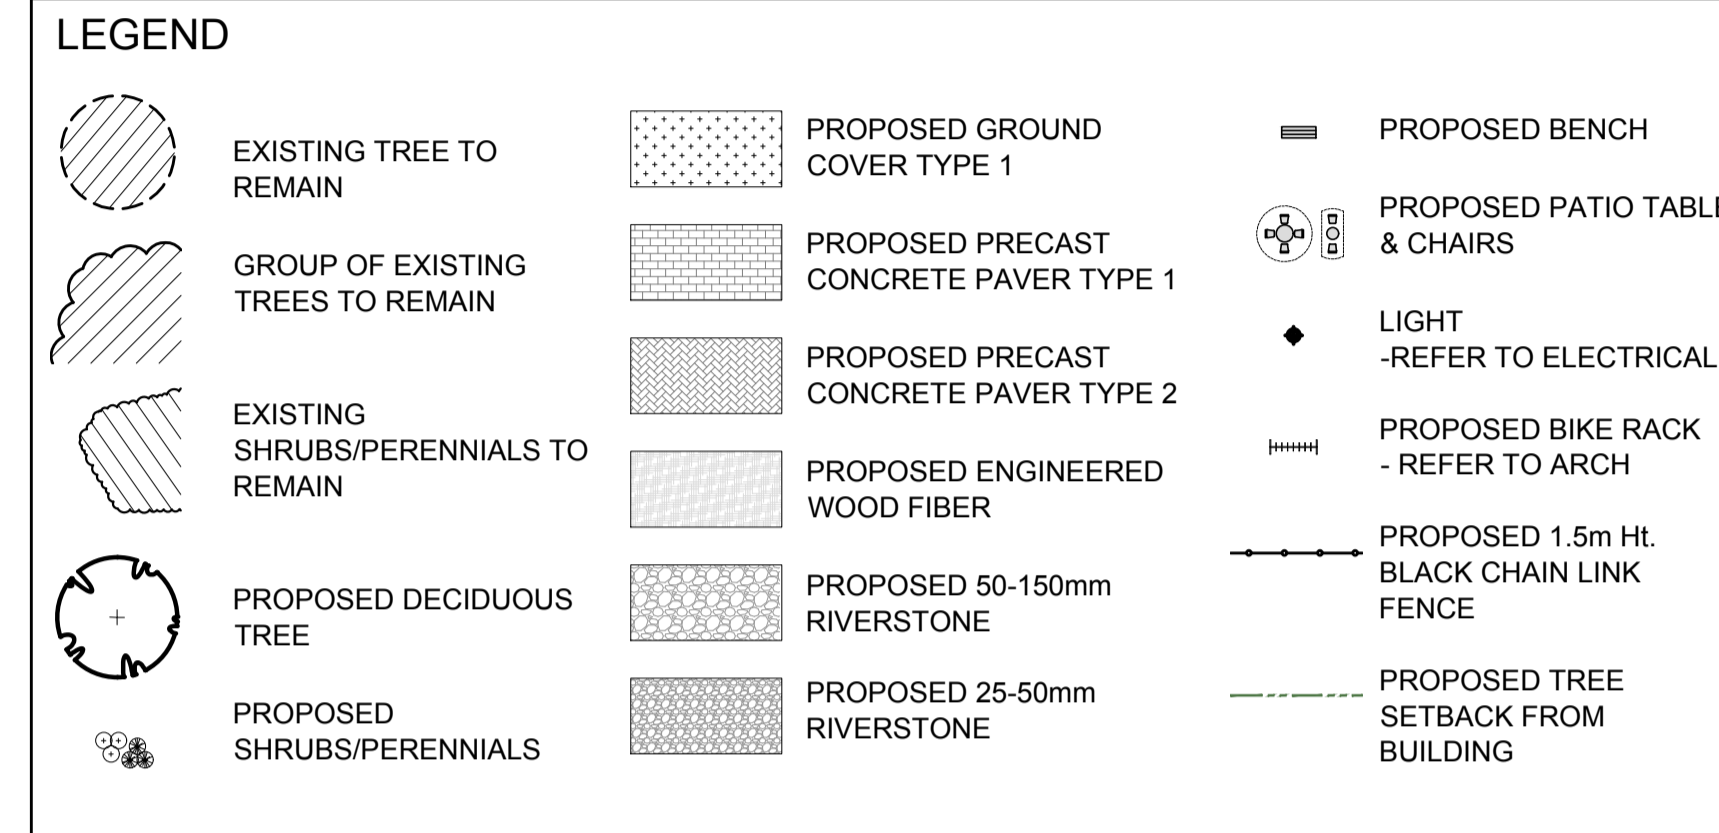 LEGEND
EXISTING TREE TO
REMAIN
GROUP OF EXISTING
TREES TO REMAIN
EXISTING
SHRUBS/PERENNIALS TO
REMAIN
PROPOSED DECIDUOUS
TREE
PROPOSED
SHRUBS/PERENNIALS
PROPOSED GROUND
COVER TYPE 1
PROPOSED PRECAST
CONCRETE PAVER TYPE 1
PROPOSED PRECAST
CONCRETE PAVER TYPE 2
PROPOSED ENGINEERED
WOOD FIBER
PROPOSED 50-150mm
RIVERSTONE
PROPOSED 25-50mm
RIVERSTONE
PROPOSED BENCH
PROPOSED PATIO TABLE
& CHAIRS
LIGHT
-REFER TO ELECTRICAL
PROPOSED BIKE RACK
- REFER TO ARCH
PROPOSED 1.5m Ht.
BLACK CHAIN LINK
FENCE
PROPOSED TREE
SETBACK FROM
BUILDING